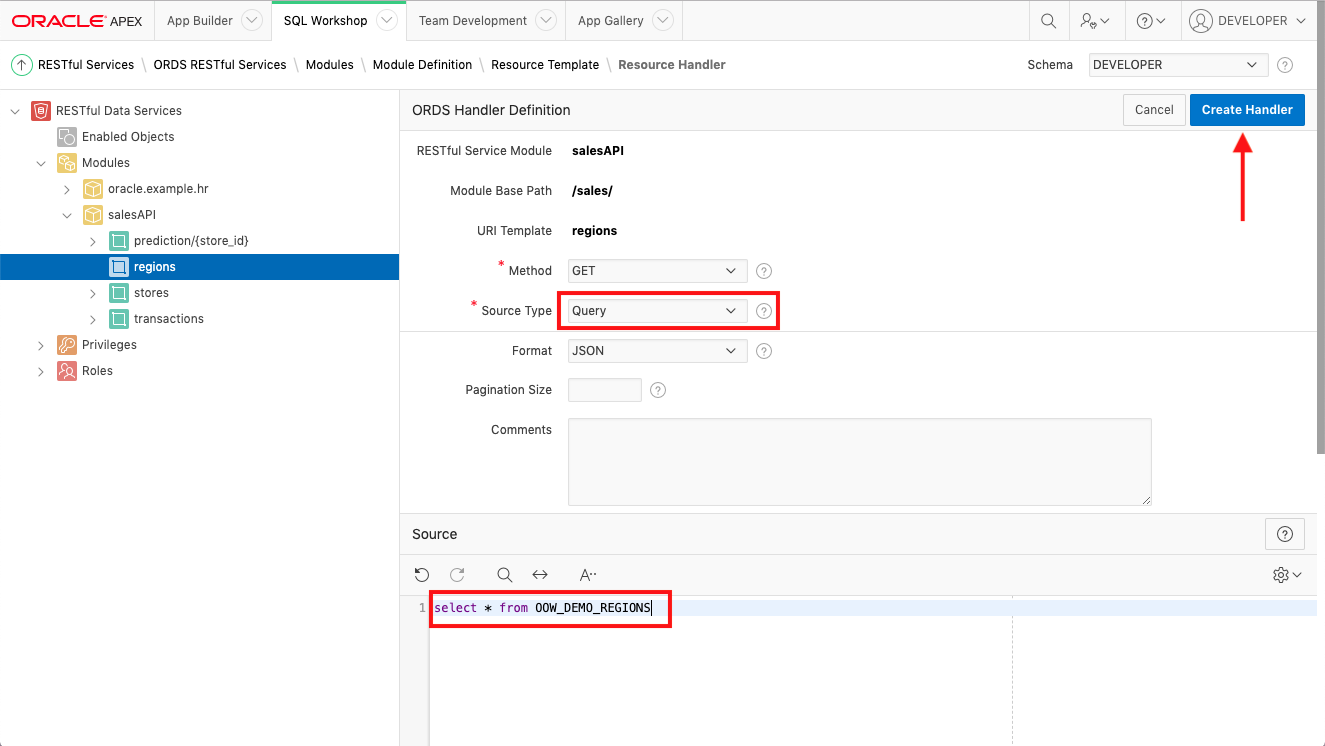 ORACLE APEX App Builder SQL Workshop Team Development App Gallery ? DEVELOPER
RESTful Services \ ORDS RESTful Services \ Modules \ Module Definition \ Resource Template \ Resource Handler Schema DEVELOPER ?
RESTful Data Services
Enabled Objects
Modules
oracle.example.hr
salesAPI
prediction/{store_id}
regions
stores
transactions
Privileges
Roles
ORDS Handler Definition Cancel Create Handler
RESTful Service Module salesAPI
Module Base Path /sales/
URI Template regions
* Method GET ?
* Source Type Query ?
Format JSON ?
Pagination Size ?
Comments
Source ?
A··
1 select * from OOW_DEMO_REGIONS